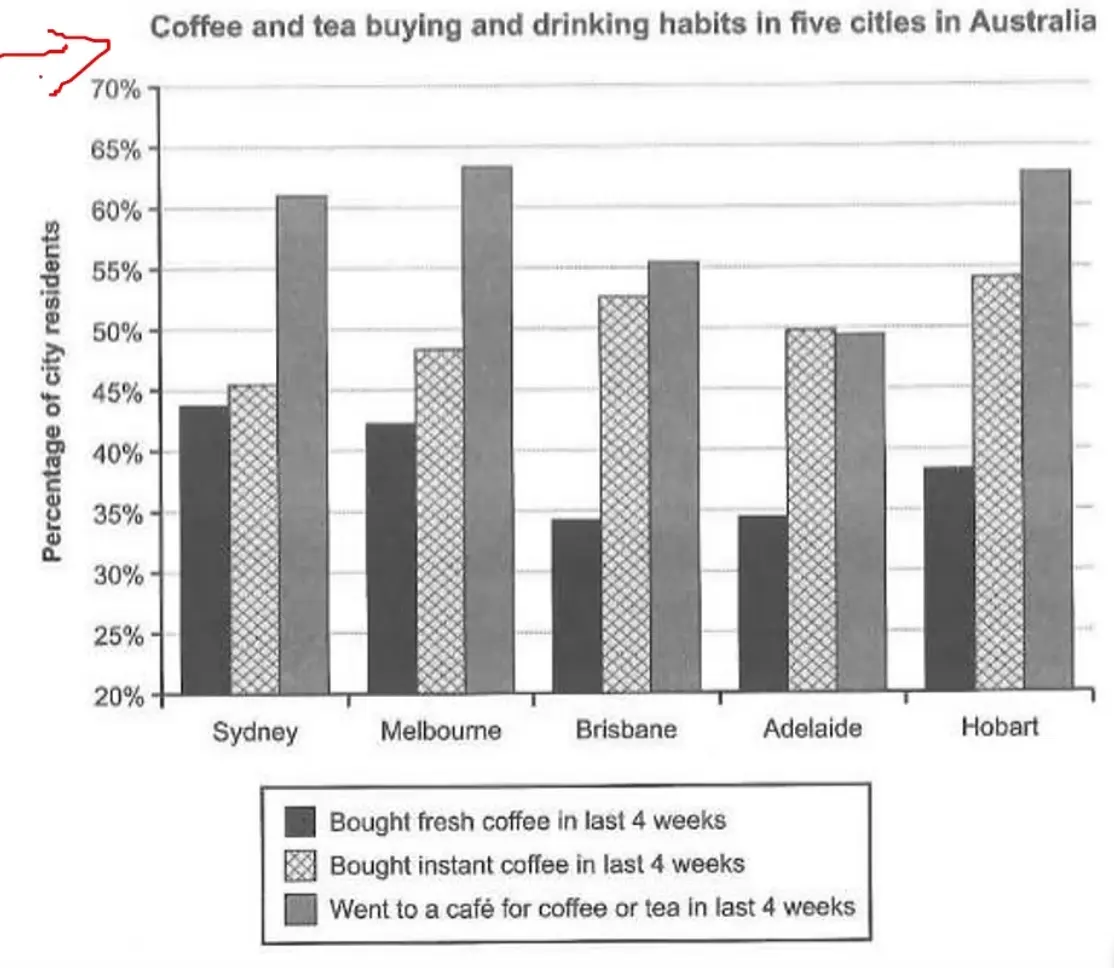 Coffee and tea buying and drinking habits in five cities in Australia
70%
65%
60%
55%
50%
45%
40%
35%
30%
25%
20%
Percentage of city residents
Sydney Melbourne Brisbane Adelaide Hobart
Bought fresh coffee in last 4 weeks
Bought instant coffee in last 4 weeks
Went to a café for coffee or tea in last 4 weeks